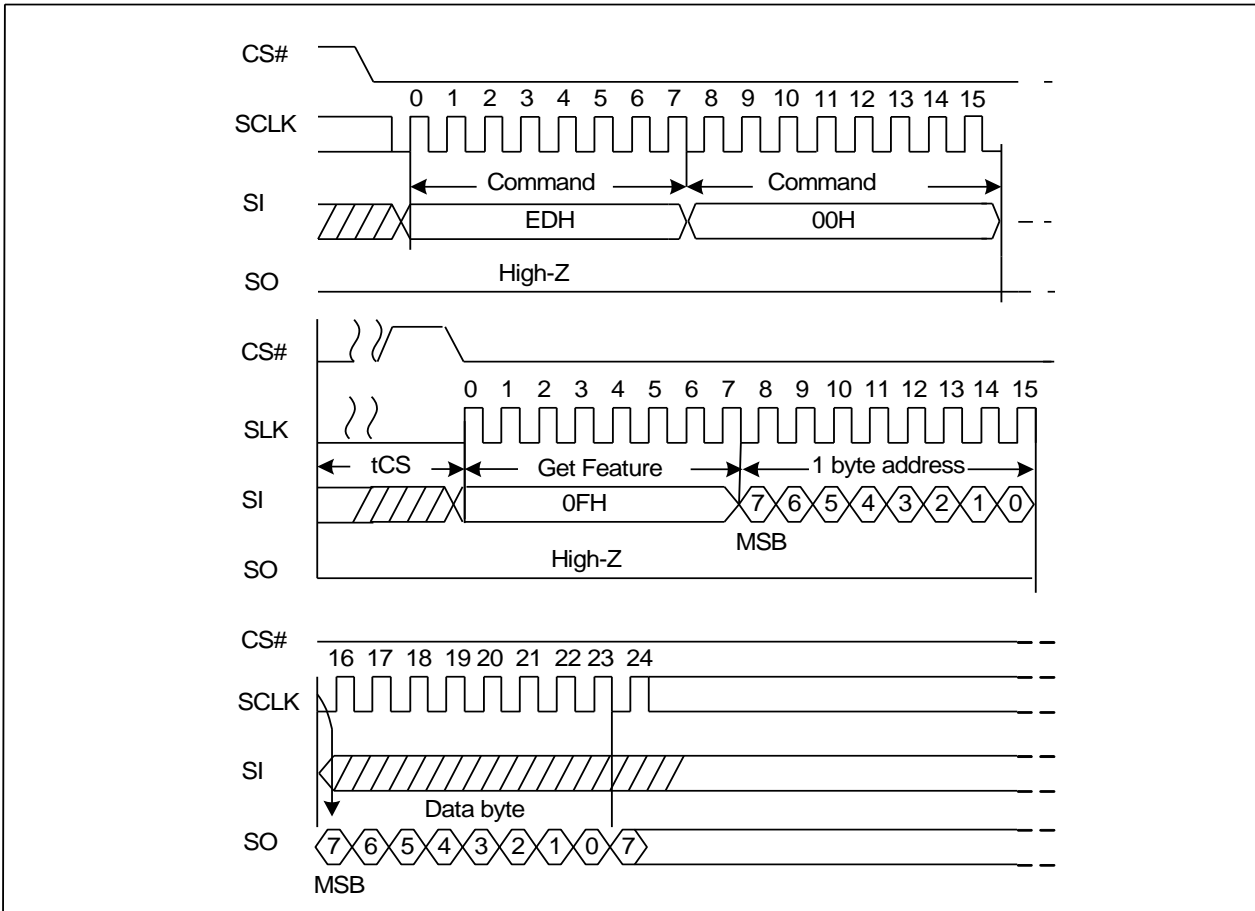 CS#
0 1 2 3 4 5 6 7 8 9 10 11 12 13 14 15
SCLK
Command Command
SI
EDH 00H
High-Z
SO
CS#
0 1 2 3 4 5 6 7 8 9 10 11 12 13 14 15
SLK
tCS Get Feature 1 byte address
SI
0FH 7 6 5 4 3 2 1 0
MSB
High-Z
SO
CS#
16 17 18 19 20 21 22 23 24
SCLK
SI
Data byte
SO 7 6 5 4 3 2 1 0 7
MSB